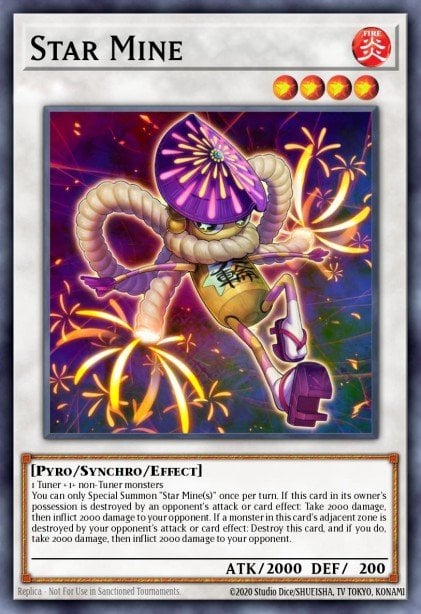 STAR MINE
FIRE
炎
[PYRO/SYNCHRO/EFFECT]
1 Tuner + 1+ non-Tuner monsters
You can only Special Summon "Star Mine(s)" once per turn. If this card in its owner's
possession is destroyed by an opponent's attack or card effect: Take 2000 damage,
then inflict 2000 damage to your opponent. If a monster in this card's adjacent zone is
destroyed by your opponent's attack or card effect: Destroy this card, and if you do,
take 2000 damage, then inflict 2000 damage to your opponent.
ATK/2000 DEF/ 200
Replica - Not For Use in Sanctioned Tournaments.
©2020 Studio Dice/SHUEISHA, TV TOKYO, KONAMI